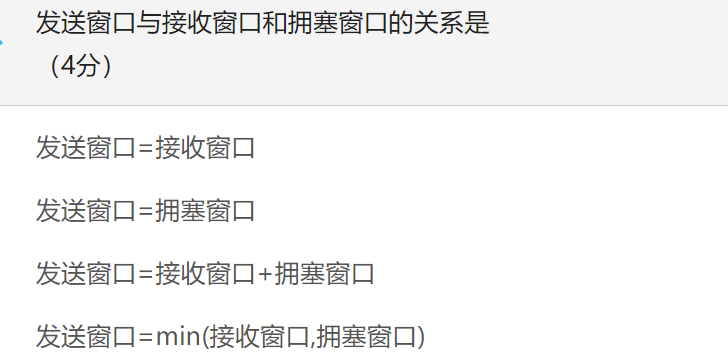 发送窗口与接收窗口和拥塞窗口的关系是
（4分）
发送窗口=接收窗口
发送窗口=拥塞窗口
发送窗口=接收窗口+拥塞窗口
发送窗口=min(接收窗口,拥塞窗口)